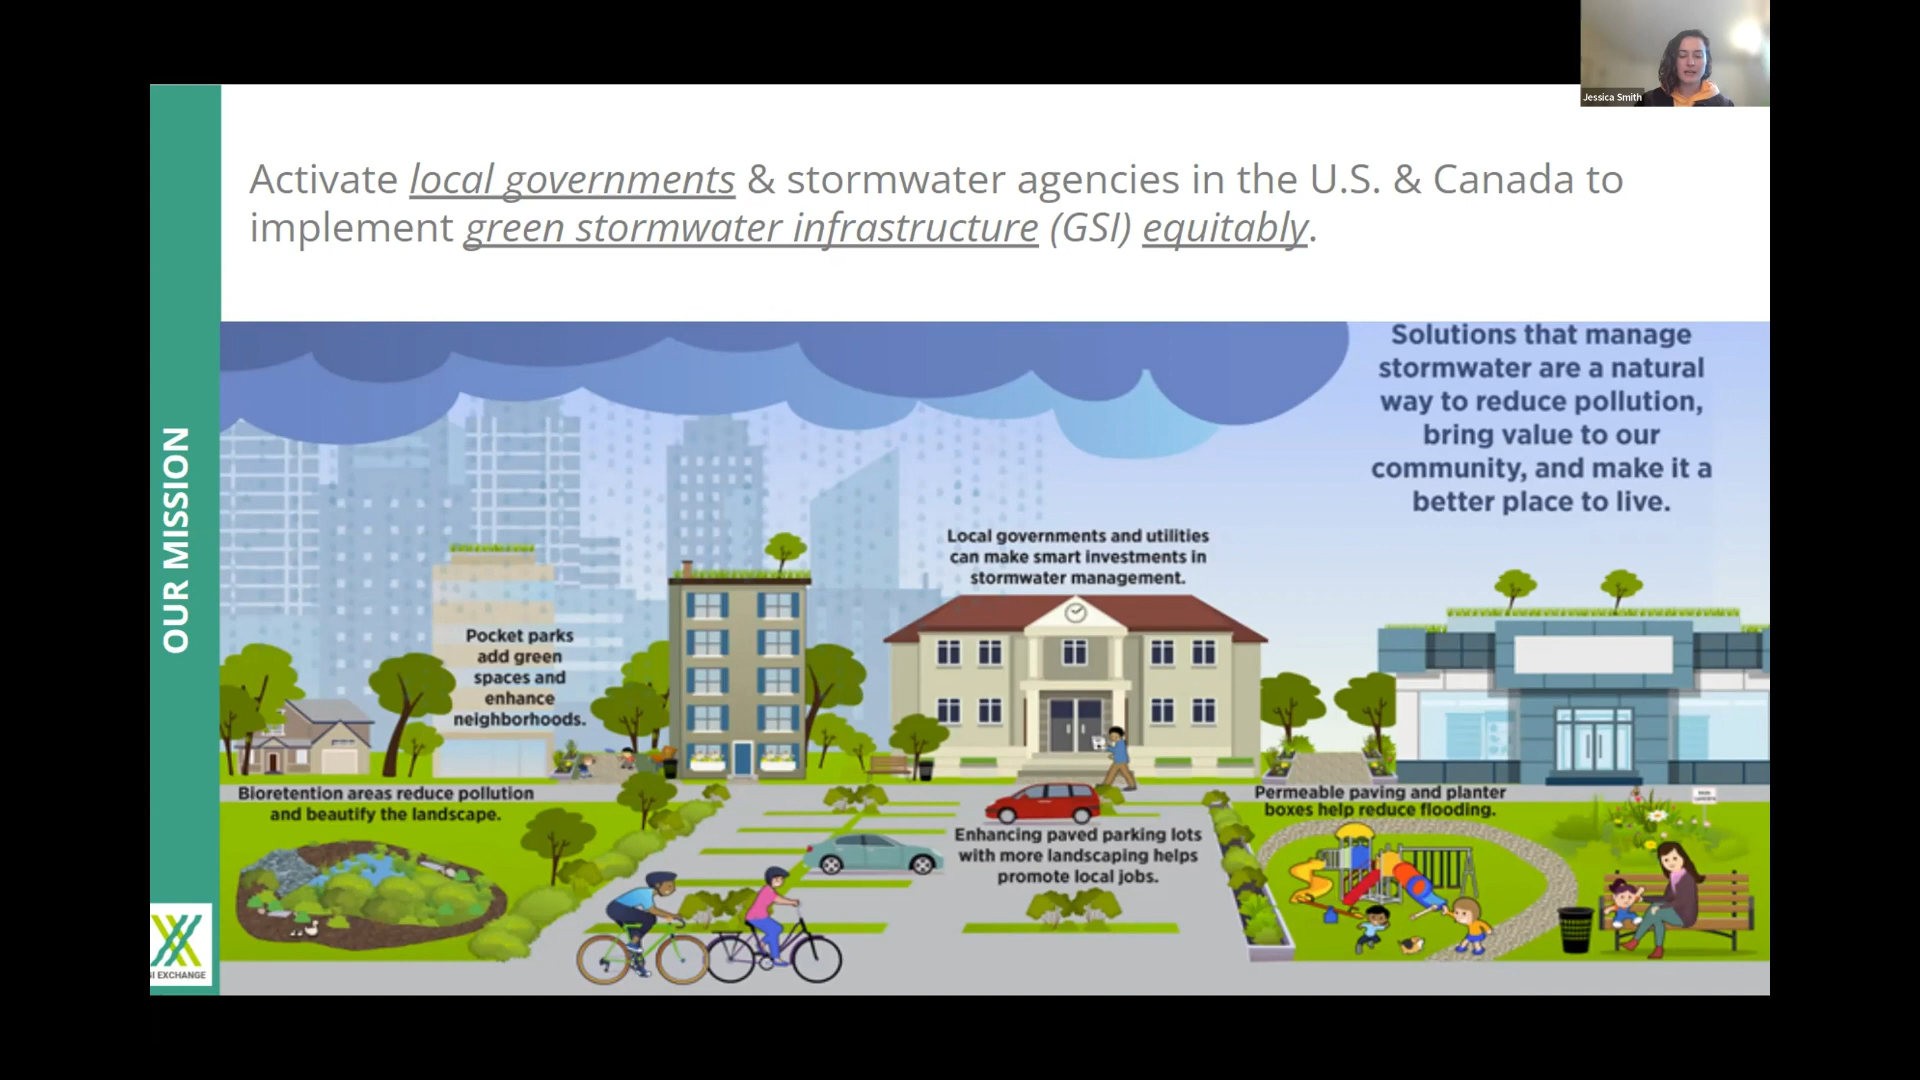 Jessica Smith
Activate local governments & stormwater agencies in the U.S. & Canada to
implement green stormwater infrastructure (GSI) equitably.
OUR MISSION
Solutions that manage
stormwater are a natural
way to reduce pollution,
bring value to our
community, and make it a
better place to live.
Local governments and utilities
can make smart investments in
stormwater management.
Pocket parks
add green
spaces and
enhance
neighborhoods.
Bioretention areas reduce pollution
and beautify the landscape.
Enhancing paved parking lots
with more landscaping helps
promote local jobs.
Permeable paving and planter
boxes help reduce flooding.
EXCHANGE